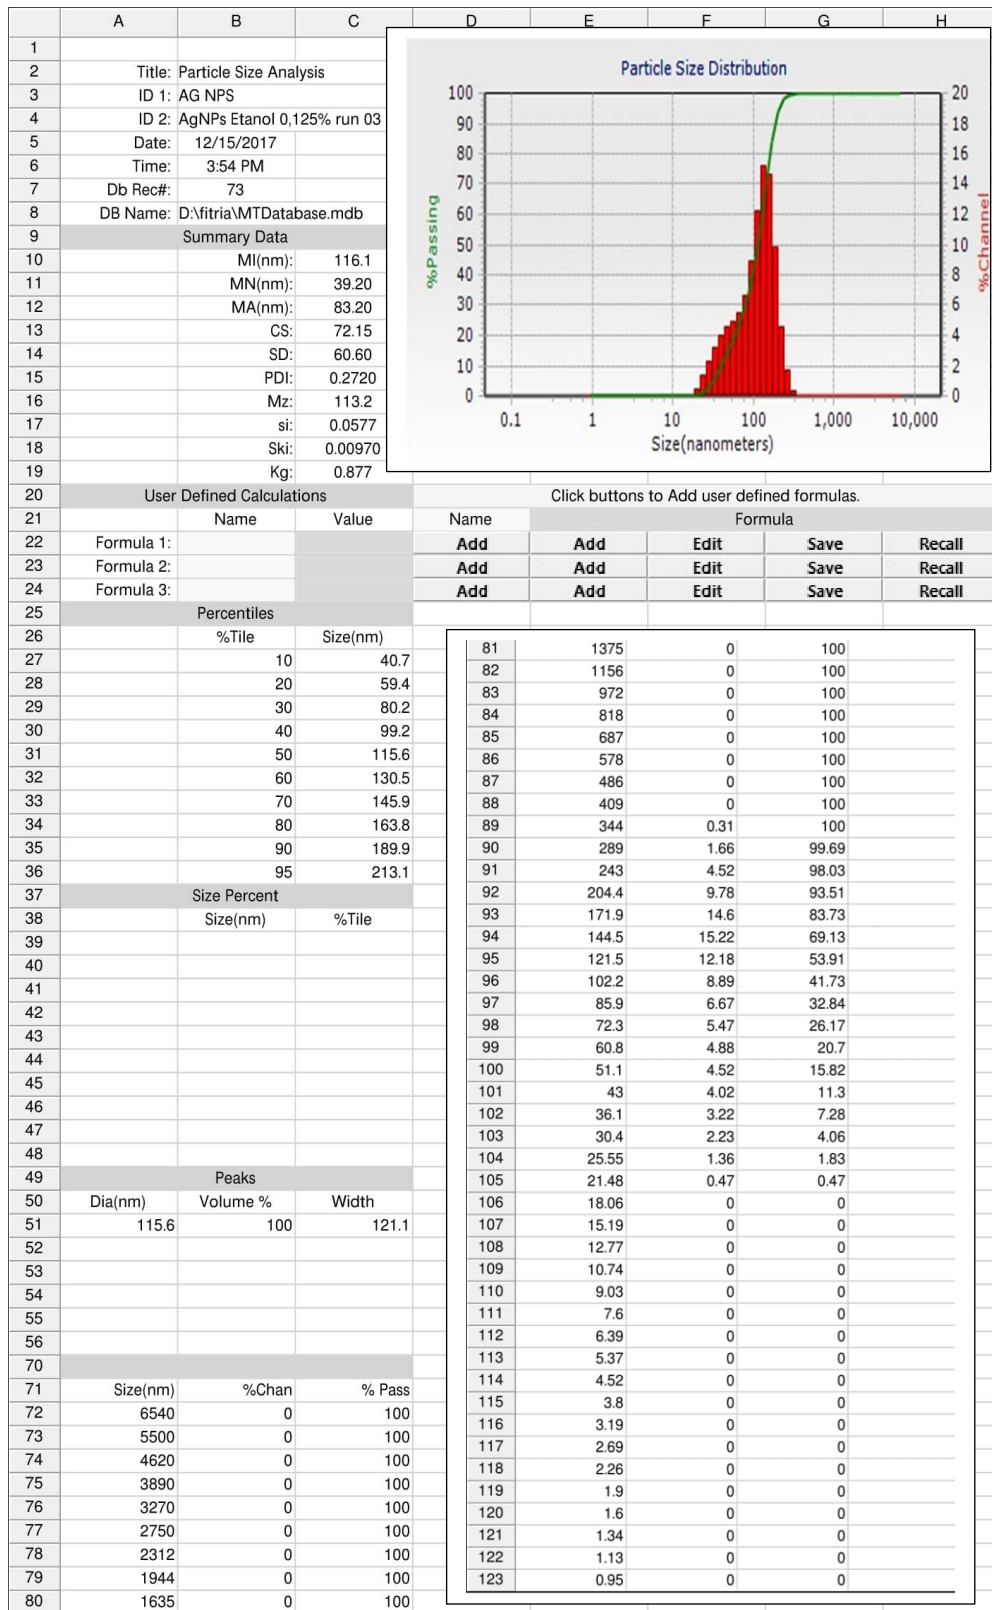 A B C D E F G H
1
2 Title: Particle Size Analysis
3 ID 1: AG NPS
4 ID 2: AgNPs Etanol 0,125% run 03
5 Date: 12/15/2017
6 Time: 3:54 PM
7 Db Rec#: 73
8 DB Name: D:\fitria\MTDatabase.mdb
9 Summary Data
10 MI(nm): 116.1
11 MN(nm): 39.20
12 MA(nm): 83.20
13 CS: 72.15
14 SD: 60.60
15 PDI: 0.2720
16 Mz: 113.2
17 si: 0.0577
18 Ski: 0.00970
19 Kg: 0.877
Particle Size Distribution
%Passing
100 90 80 70 60 50 40 30 20 10 0
20 18 16 14 12 10 8 6 4 2 0
%Channel
0.1 1 10 100 1,000 10,000
Size(nanometers)
20 User Defined Calculations Click buttons to Add user defined formulas.
21 Name Value Name Formula
22 Formula 1: Add Add Edit Save Recall
23 Formula 2: Add Add Edit Save Recall
24 Formula 3: Add Add Edit Save Recall
25 Percentiles
26 %Tile Size(nm)
27 10 40.7
28 20 59.4
29 30 80.2
30 40 99.2
31 50 115.6
32 60 130.5
33 70 145.9
34 80 163.8
35 90 189.9
36 95 213.1
37 Size Percent
38 Size(nm) %Tile
39
40
41
42
43
44
45
46
47
48
49 Peaks
50 Dia(nm) Volume % Width
51 115.6 100 121.1
52
53
54
55
56
70
71 Size(nm) %Chan % Pass
72 6540 0 100
73 5500 0 100
74 4620 0 100
75 3890 0 100
76 3270 0 100
77 2750 0 100
78 2312 0 100
79 1944 0 100
80 1635 0 100
81 1375 0 100
82 1156 0 100
83 972 0 100
84 818 0 100
85 687 0 100
86 578 0 100
87 486 0 100
88 409 0 100
89 344 0.31 100
90 289 1.66 99.69
91 243 4.52 98.03
92 204.4 9.78 93.51
93 171.9 14.6 83.73
94 144.5 15.22 69.13
95 121.5 12.18 53.91
96 102.2 8.89 41.73
97 85.9 6.67 32.84
98 72.3 5.47 26.17
99 60.8 4.88 20.7
100 51.1 4.52 15.82
101 43 4.02 11.3
102 36.1 3.22 7.28
103 30.4 2.23 4.06
104 25.55 1.36 1.83
105 21.48 0.47 0.47
106 18.06 0 0
107 15.19 0 0
108 12.77 0 0
109 10.74 0 0
110 9.03 0 0
111 7.6 0 0
112 6.39 0 0
113 5.37 0 0
114 4.52 0 0
115 3.8 0 0
116 3.19 0 0
117 2.69 0 0
118 2.26 0 0
119 1.9 0 0
120 1.6 0 0
121 1.34 0 0
122 1.13 0 0
123 0.95 0 0